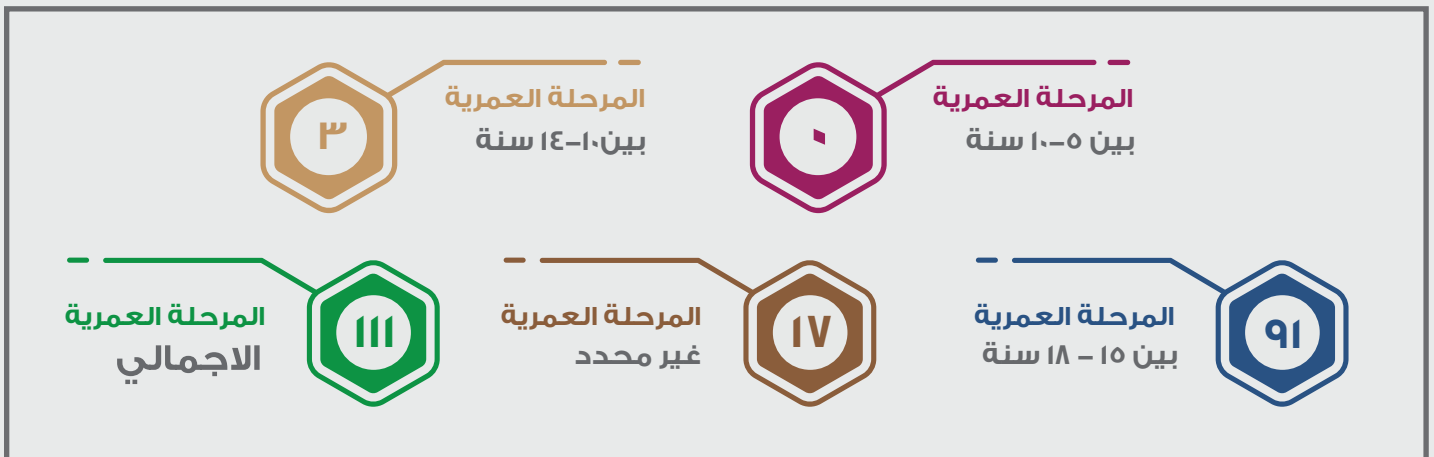 المرحلة العمرية
بين ٥-١٠ سنة
٠
المرحلة العمرية
بين١٠-١٤ سنة
٣
٩١
المرحلة العمرية
بين ١٥ - ١٨ سنة
١٧
المرحلة العمرية
غير محدد
١١١
المرحلة العمرية
الاجمالي